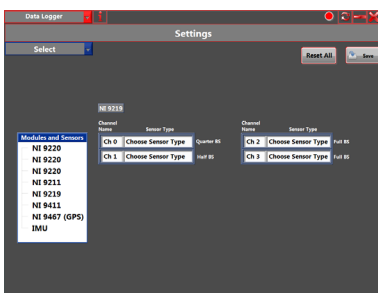 Data Logger
Settings
Select
Reset All
Save
NI 9219
Channel Name Sensor Type
Channel Name Sensor Type
Ch 0 Choose Sensor Type Quarter BS
Ch 2 Choose Sensor Type Full BS
Ch 1 Choose Sensor Type Half BS
Ch 3 Choose Sensor Type Full BS
Modules and Sensors
NI 9220
NI 9220
NI 9220
NI 9211
NI 9219
NI 9411
NI 9467 (GPS)
IMU